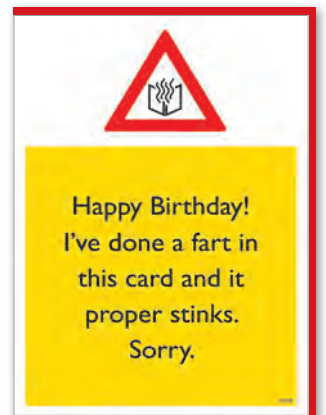 Happy Birthday!
I've done a fart in
this card and it
proper stinks.
Sorry.